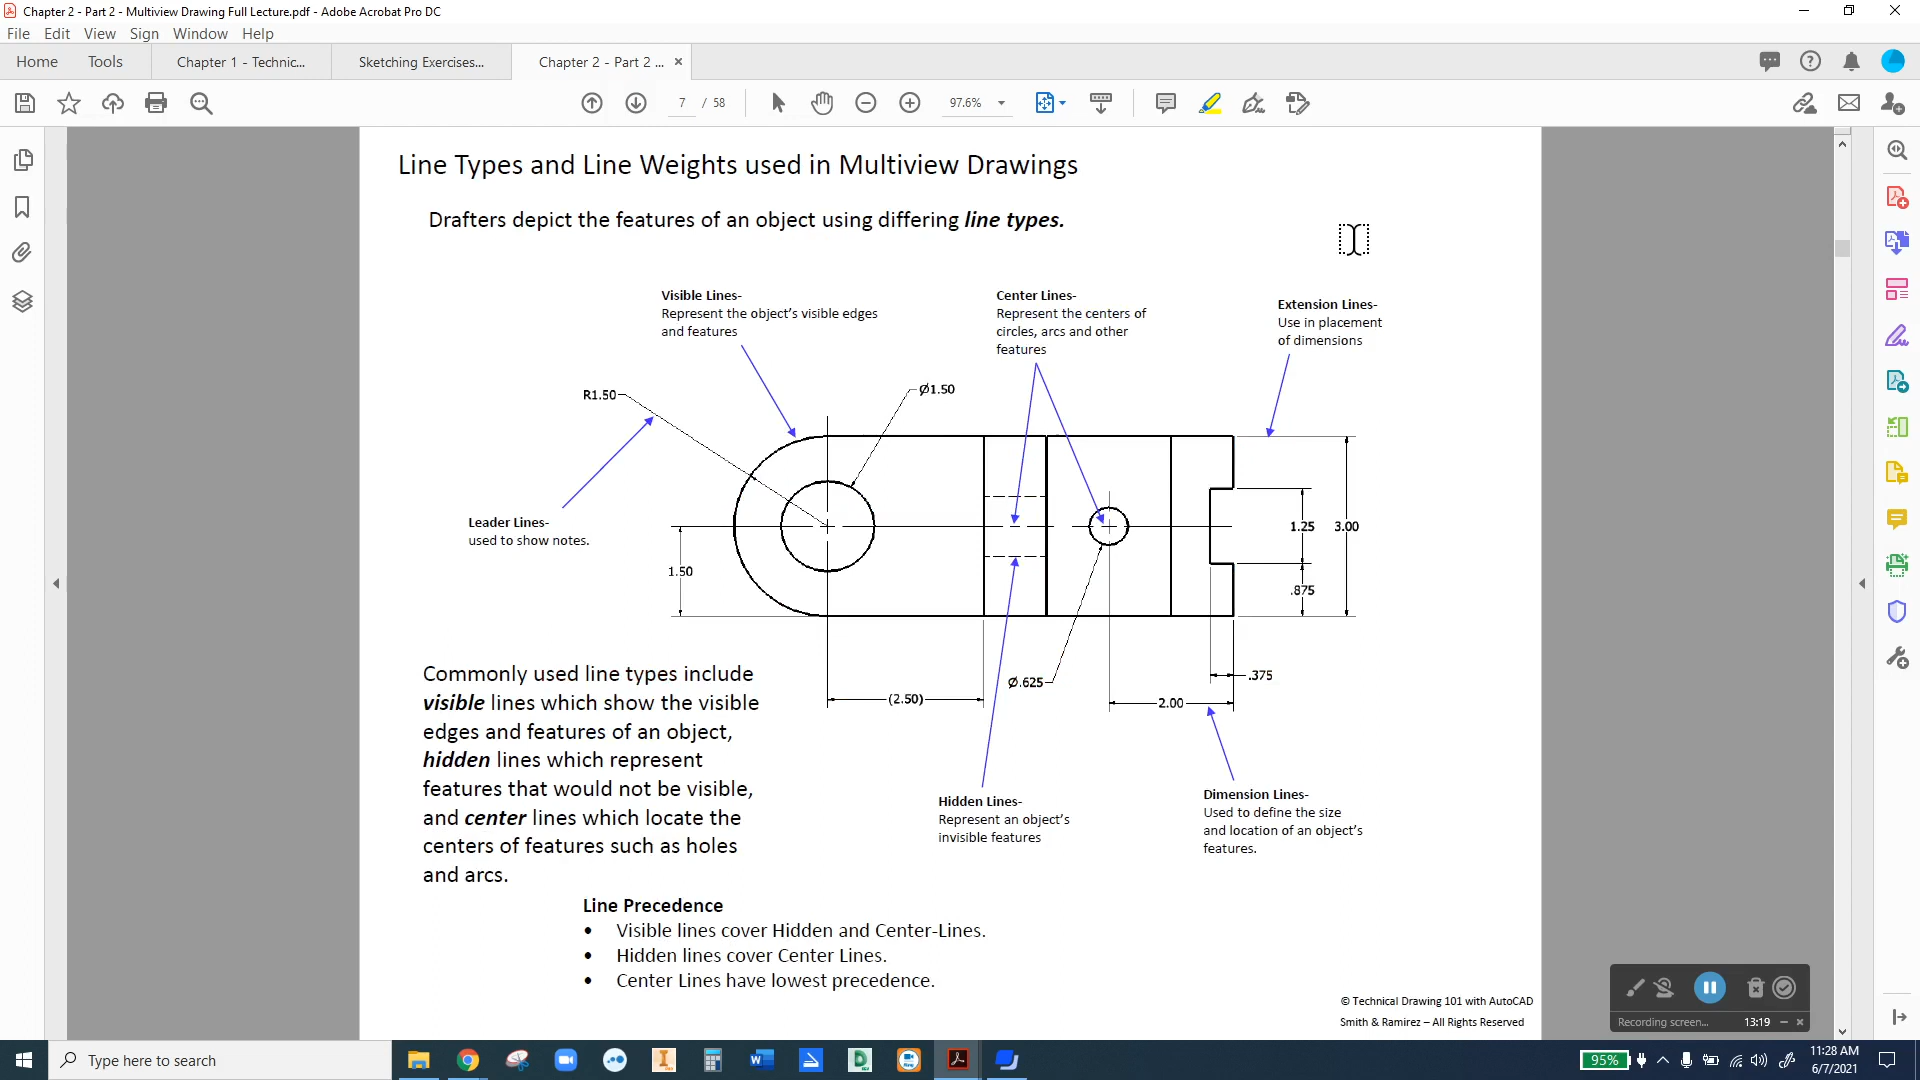 Chapter 2 - Part 2 - Multiview Drawing Full Lecture.pdf - Adobe Acrobat Pro DC
File Edit View Sign Window Help
Home Tools Chapter 1 - Technic... Sketching Exercises... Chapter 2 - Part 2 ...
7 / 58 97.6%
Line Types and Line Weights used in Multiview Drawings
Drafters depict the features of an object using differing line types.
Visible Lines-
Represent the object's visible edges
and features
Center Lines-
Represent the centers of
circles, arcs and other
features
Extension Lines-
Use in placement
of dimensions
R1.50
Ø1.50
Leader Lines-
used to show notes.
1.50
1.25 3.00
.875
Ø.625
.375
(2.50)
2.00
Commonly used line types include
visible lines which show the visible
edges and features of an object,
hidden lines which represent
features that would not be visible,
and center lines which locate the
centers of features such as holes
and arcs.
Hidden Lines-
Represent an object's
invisible features
Dimension Lines-
Used to define the size
and location of an object's
features.
Line Precedence
• Visible lines cover Hidden and Center-Lines.
• Hidden lines cover Center Lines.
• Center Lines have lowest precedence.
© Technical Drawing 101 with AutoCAD
Smith & Ramirez – All Rights Reserved
Recording screen... 13:19
Type here to search
95%
11:28 AM
6/7/2021